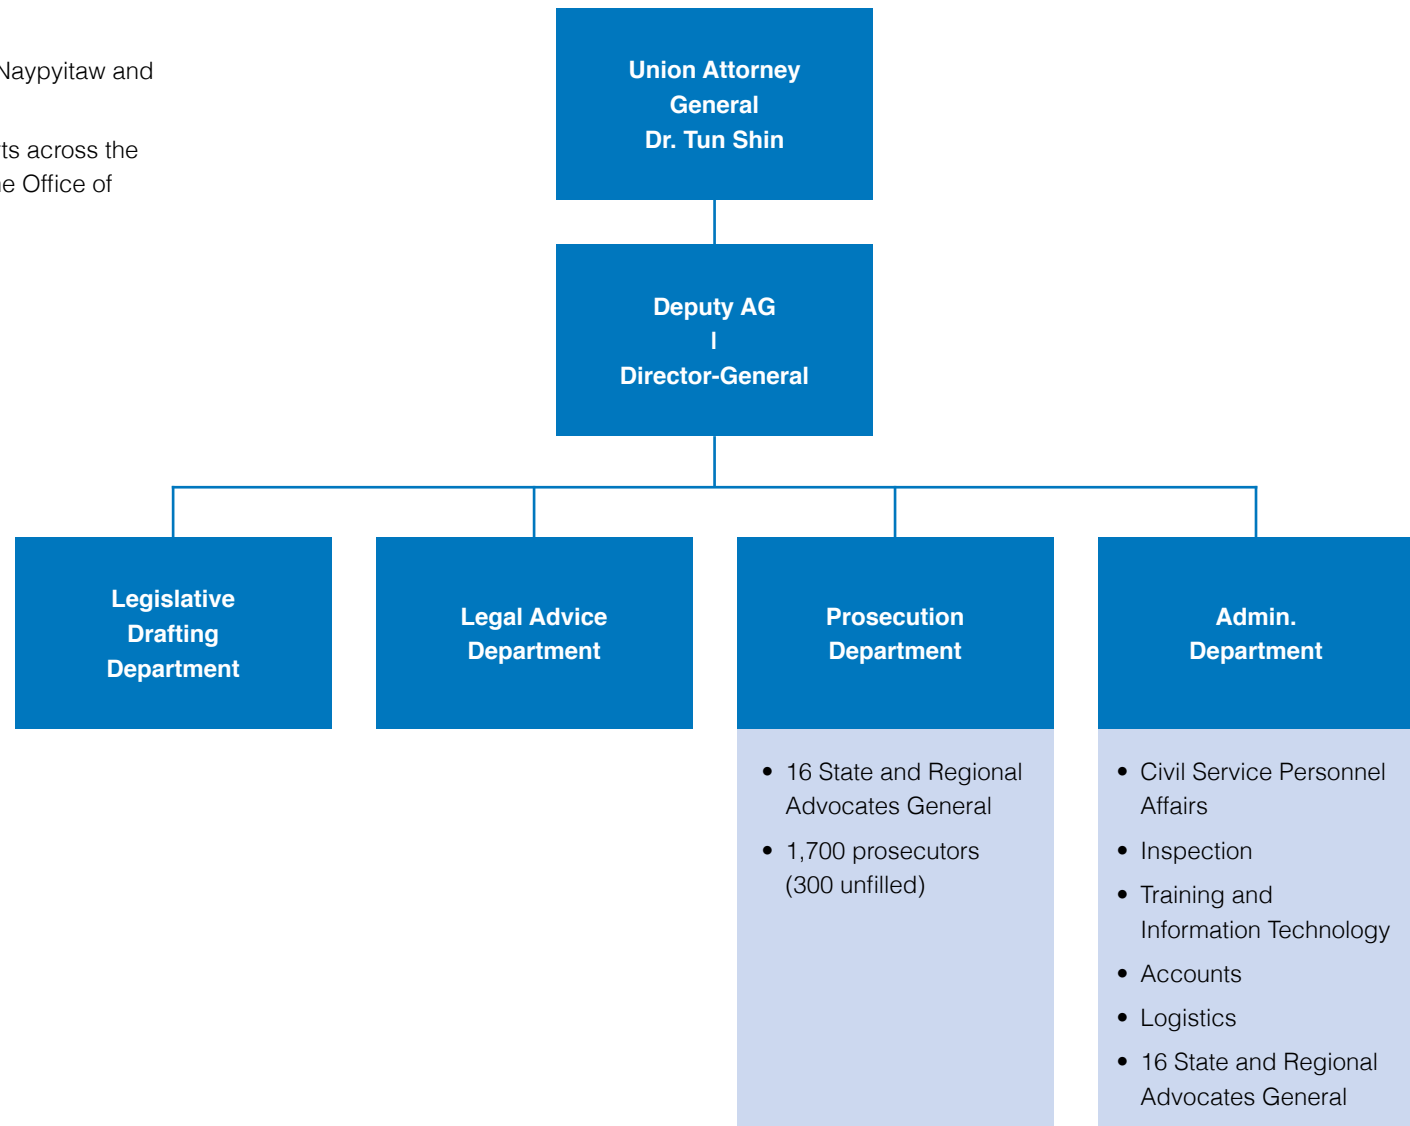 Naypyitaw and
ts across the
ne Office of
Union Attorney
General
Dr. Tun Shin
Deputy AG
|
Director-General
Legislative
Drafting
Department
Legal Advice
Department
Prosecution
Department
Admin.
Department
• 16 State and Regional
Advocates General
• 1,700 prosecutors
(300 unfilled)
• Civil Service Personnel
Affairs
• Inspection
• Training and
Information Technology
• Accounts
• Logistics
• 16 State and Regional
Advocates General